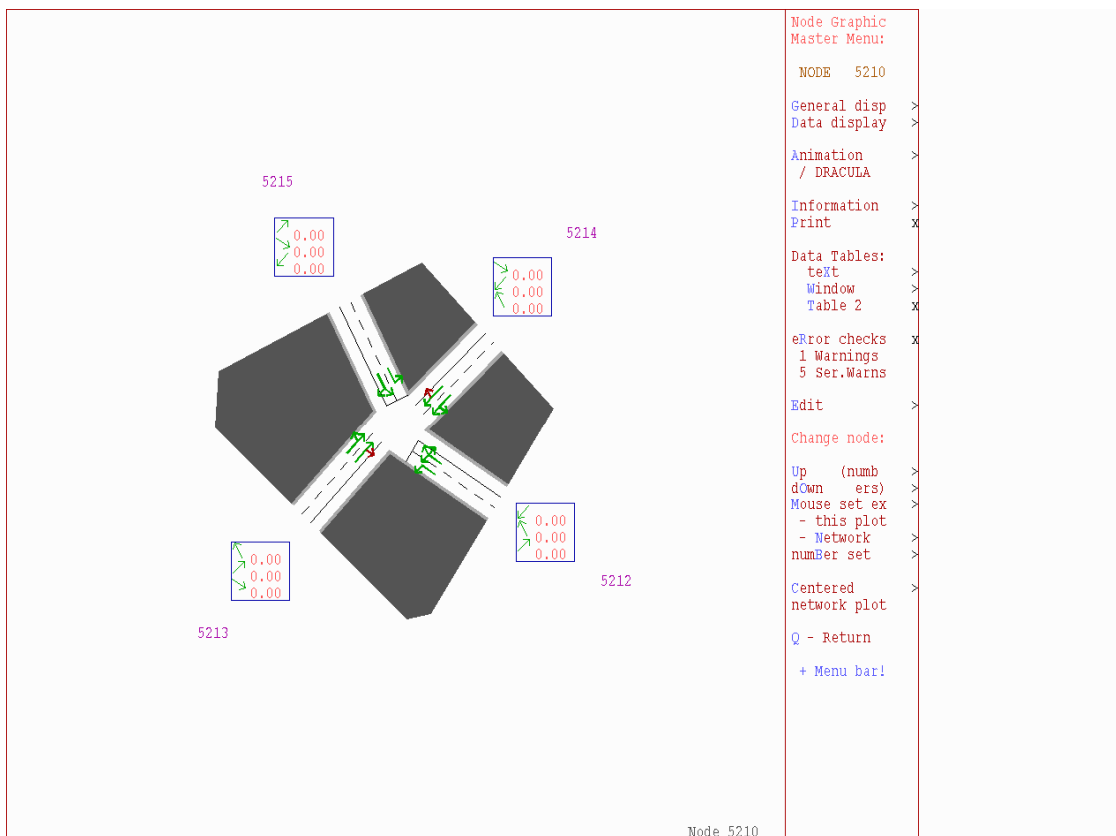 5215
0.00
0.00
0.00
5214
0.00
0.00
0.00
0.00
0.00
0.00
5212
0.00
0.00
0.00
5213
Node 5210
Node Graphic
Master Menu:
NODE 5210
General disp >
Data display >
Animation >
/ DRACULA
Information >
Print x
Data Tables:
teXt >
Window >
Table 2 x
eRror checks x
1 Warnings
5 Ser.Warns
Edit >
Change node:
Up (numb >
dOwn ers) >
Mouse set ex >
- this plot
- Network >
numBer set >
Centered >
network plot
Q - Return
+ Menu bar!